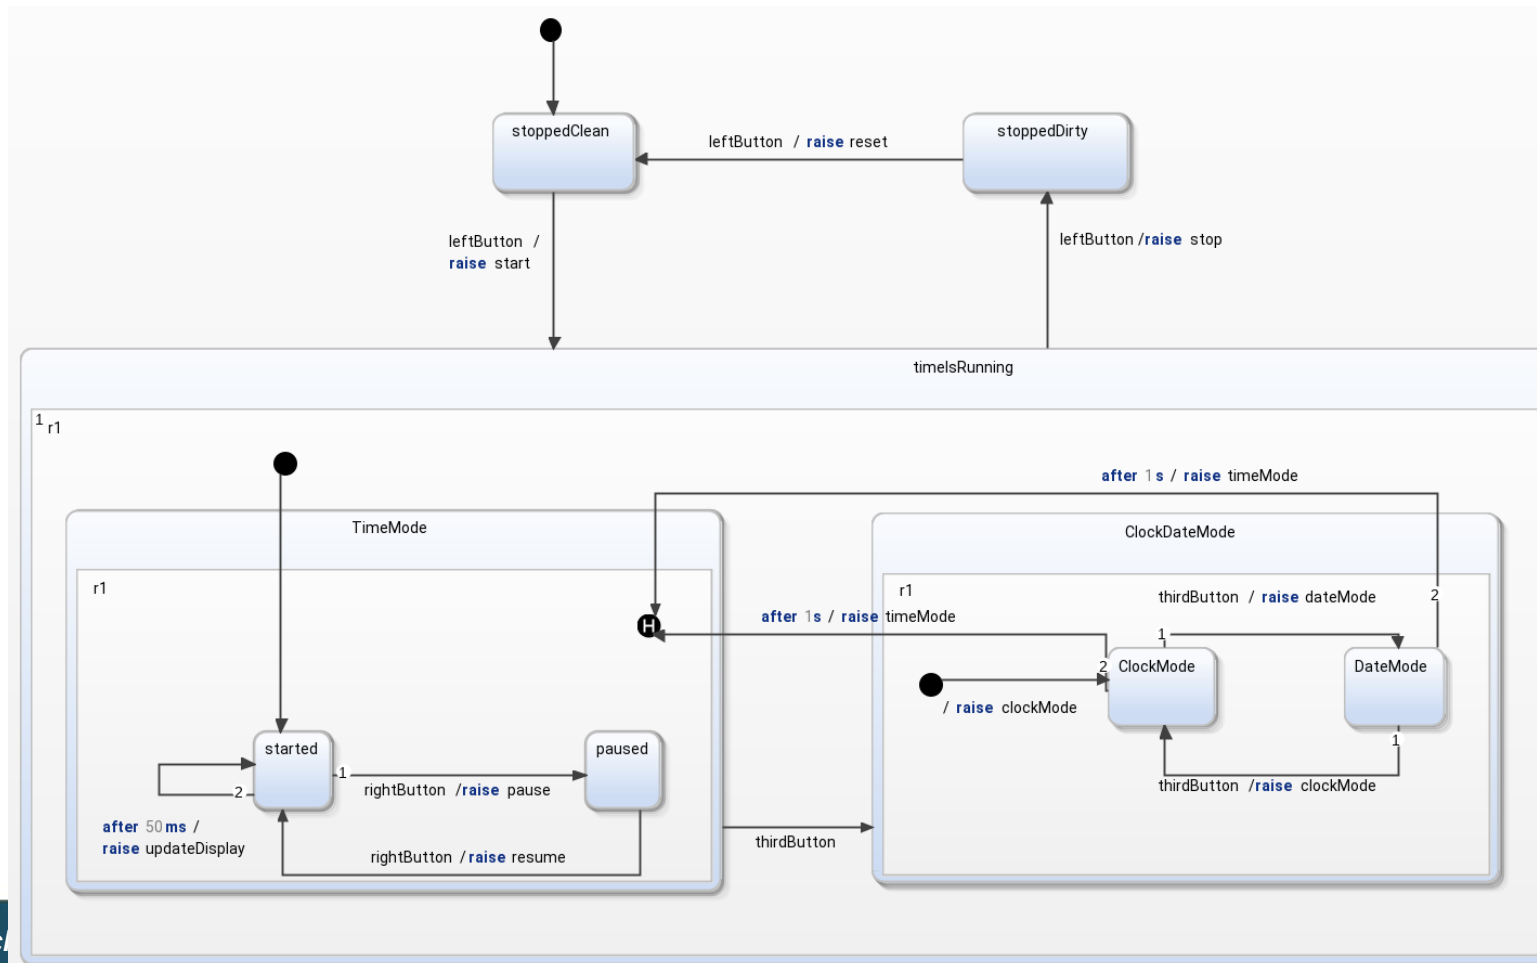 stoppedClean
stoppedDirty
leftButton / raise reset
leftButton /
raise start
leftButton /raise stop
timeIsRunning
1
r1
after 1s / raise timeMode
TimeMode
ClockDateMode
r1
r1
thirdButton / raise dateMode
2
after 1s / raise timeMode
H
1
2
ClockMode
DateMode
/ raise clockMode
started
paused
1
1
rightButton /raise pause
thirdButton /raise clockMode
2
after 50ms /
raise updateDisplay
rightButton /raise resume
thirdButton